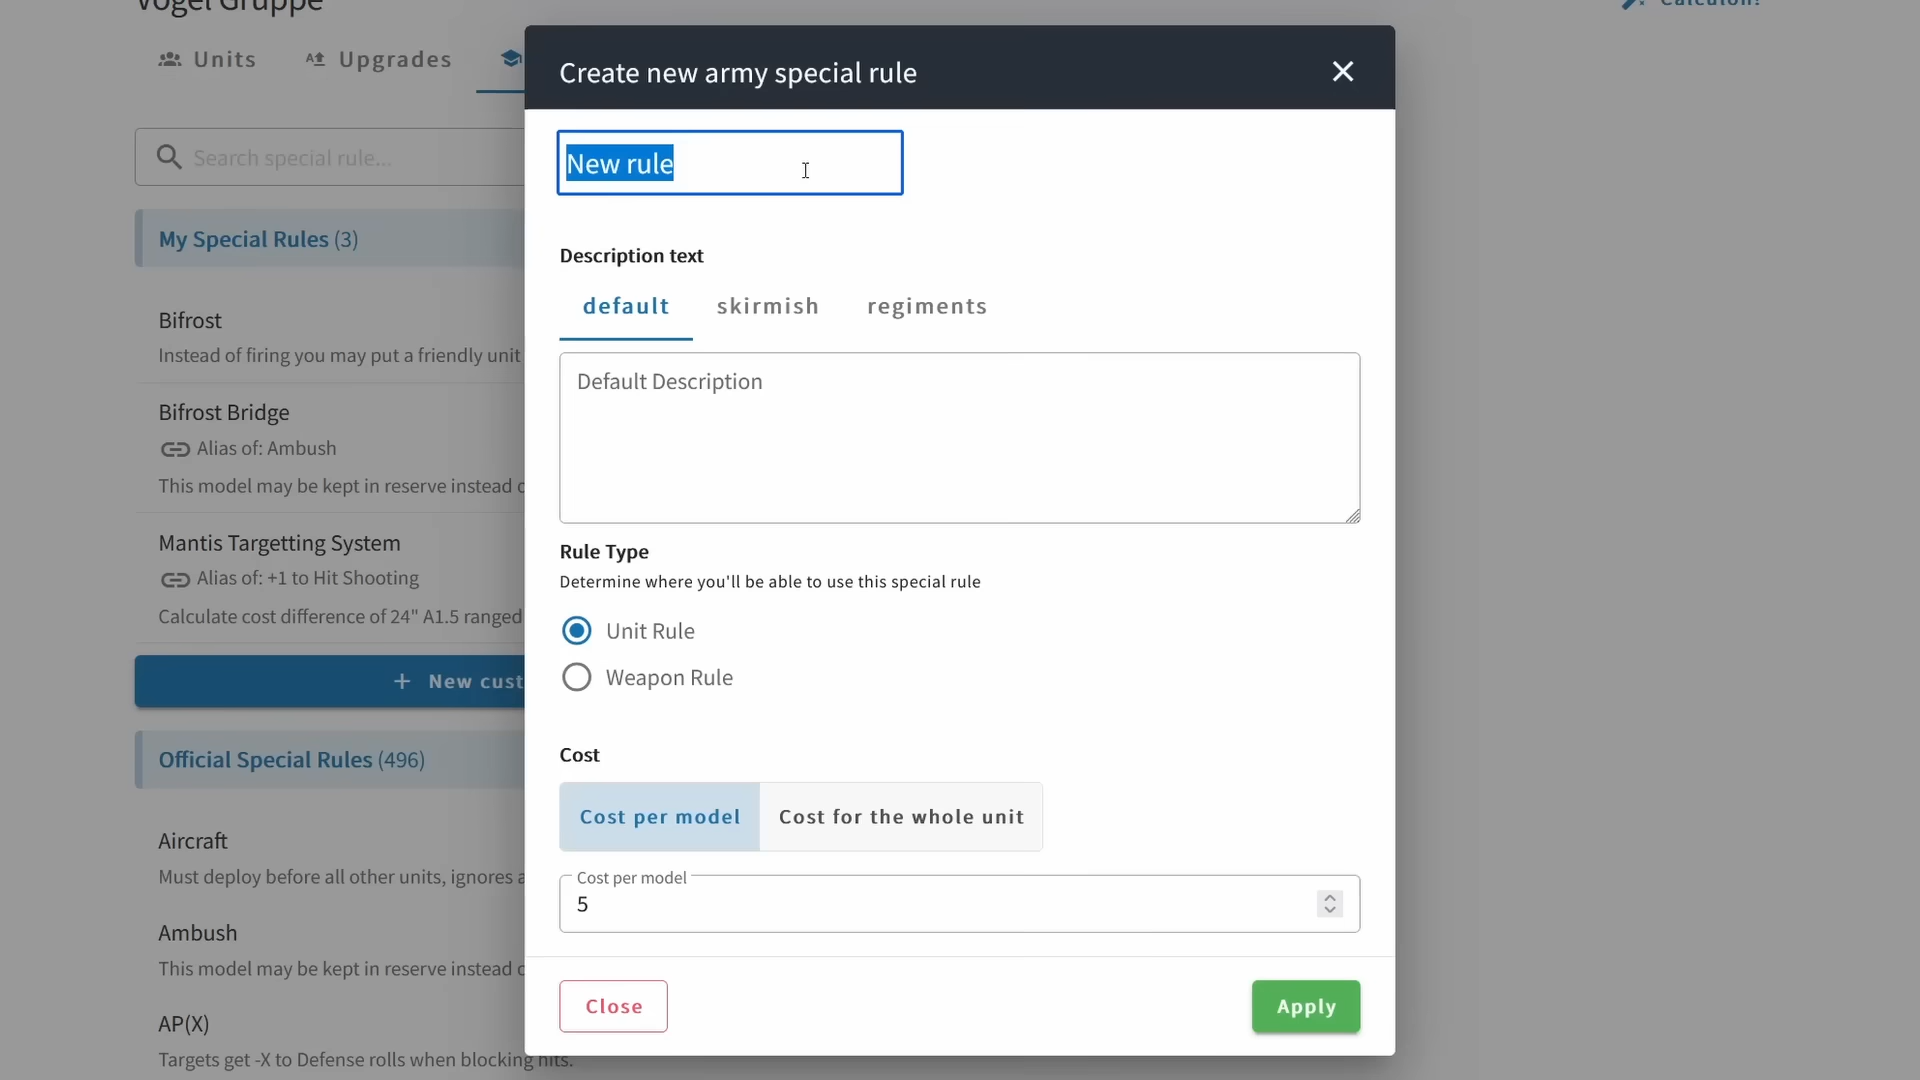 Vogel Gruppe
Calculon!
Units
Upgrades
Search special rule...
My Special Rules (3)
Bifrost
Instead of firing you may put a friendly unit
Bifrost Bridge
Alias of: Ambush
This model may be kept in reserve instead
Mantis Targetting System
Alias of: +1 to Hit Shooting
Calculate cost difference of 24" A1.5 ranged
+ New cust
Official Special Rules (496)
Aircraft
Must deploy before all other units, ignores a
Ambush
This model may be kept in reserve instead
AP(X)
Targets get -X to Defense rolls when blocking hits.
Create new army special rule
New rule
Description text
default
skirmish
regiments
Default Description
Rule Type
Determine where you'll be able to use this special rule
Unit Rule
Weapon Rule
Cost
Cost per model
Cost for the whole unit
Cost per model
5
Close
Apply